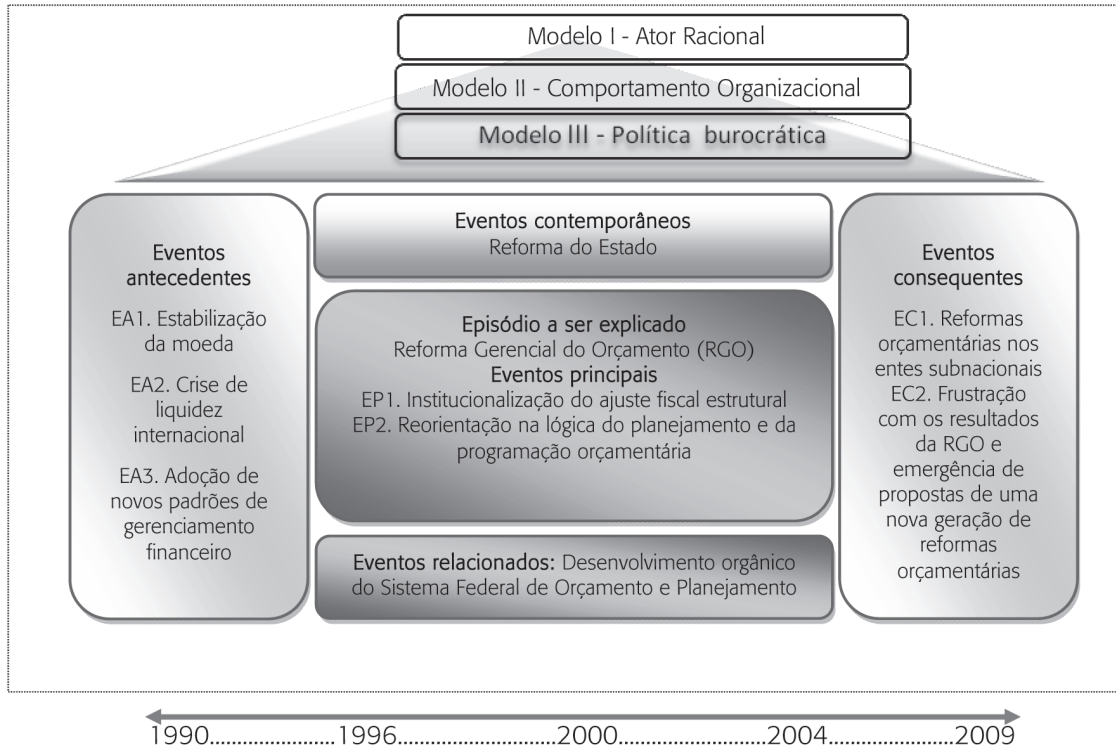 Modelo I - Ator Racional
Modelo II - Comportamento Organizacional
Modelo III - Política burocrática
Eventos
antecedentes
EA1. Estabilização
da moeda
EA2. Crise de
liquidez
internacional
EA3. Adoção de
novos padrões de
gerenciamento
financeiro
Eventos contemporâneos
Reforma do Estado
Episódio a ser explicado
Reforma Gerencial do Orçamento (RGO)
Eventos principais
EP1. Institucionalização do ajuste fiscal estrutural
EP2. Reorientação na lógica do planejamento e da
programação orçamentária
Eventos relacionados: Desenvolvimento orgânico
do Sistema Federal de Orçamento e Planejamento
Eventos
consequentes
EC1. Reformas
orçamentárias nos
entes subnacionais
EC2. Frustração
com os resultados
da RGO e
emergência de
propostas de uma
nova geração de
reformas
orçamentárias
1990....................1996..........................2000.........................2004....................2009